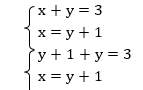 x + y = 3
x = y + 1
y + 1 + y = 3
x = y + 1